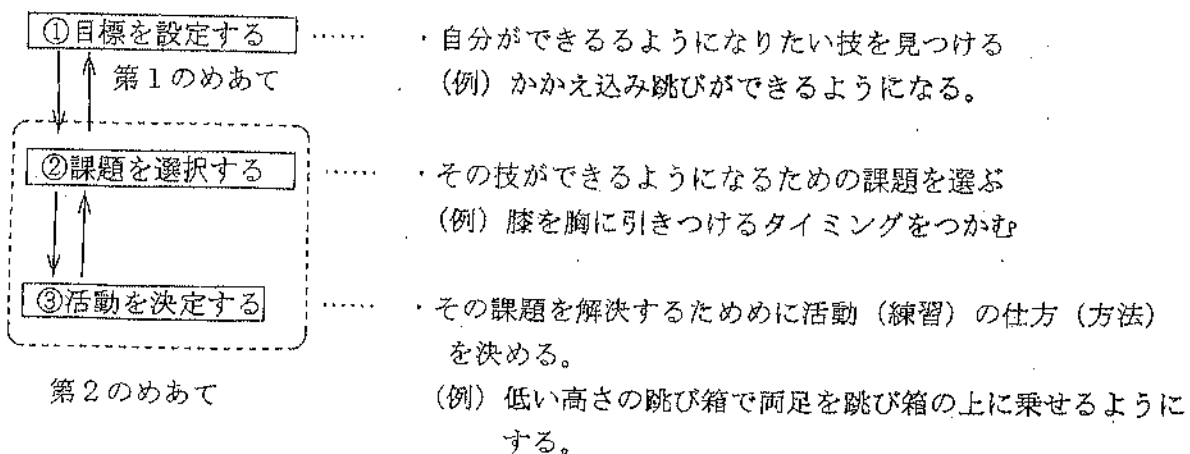 ①目標を設定する …… ・自分ができるるようになりたい技を見つける
第1のめあて
(例) かかえ込み跳びができるようになる。
②課題を選択する …… ・その技ができるようになるための課題を選ぶ
(例)膝を胸に引きつけるタイミングをつかむ
③活動を決定する …… ・その課題を解決するためめに活動（練習）の仕方（方法）
を決める。
第2のめあて
(例) 低い高さの跳び箱で両足を跳び箱の上に乗せるように
する。